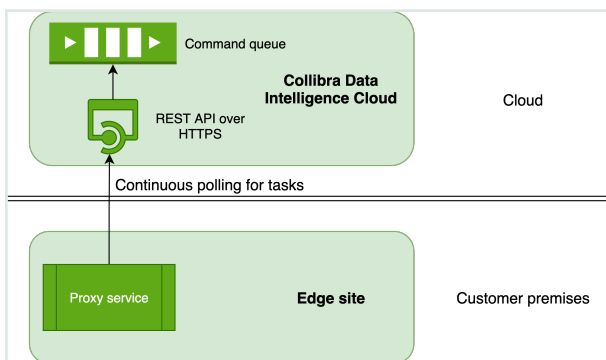 Command queue
Collibra Data
Intelligence Cloud
Cloud
REST API over
HTTPS
Continuous polling for tasks
Proxy service
Edge site
Customer premises